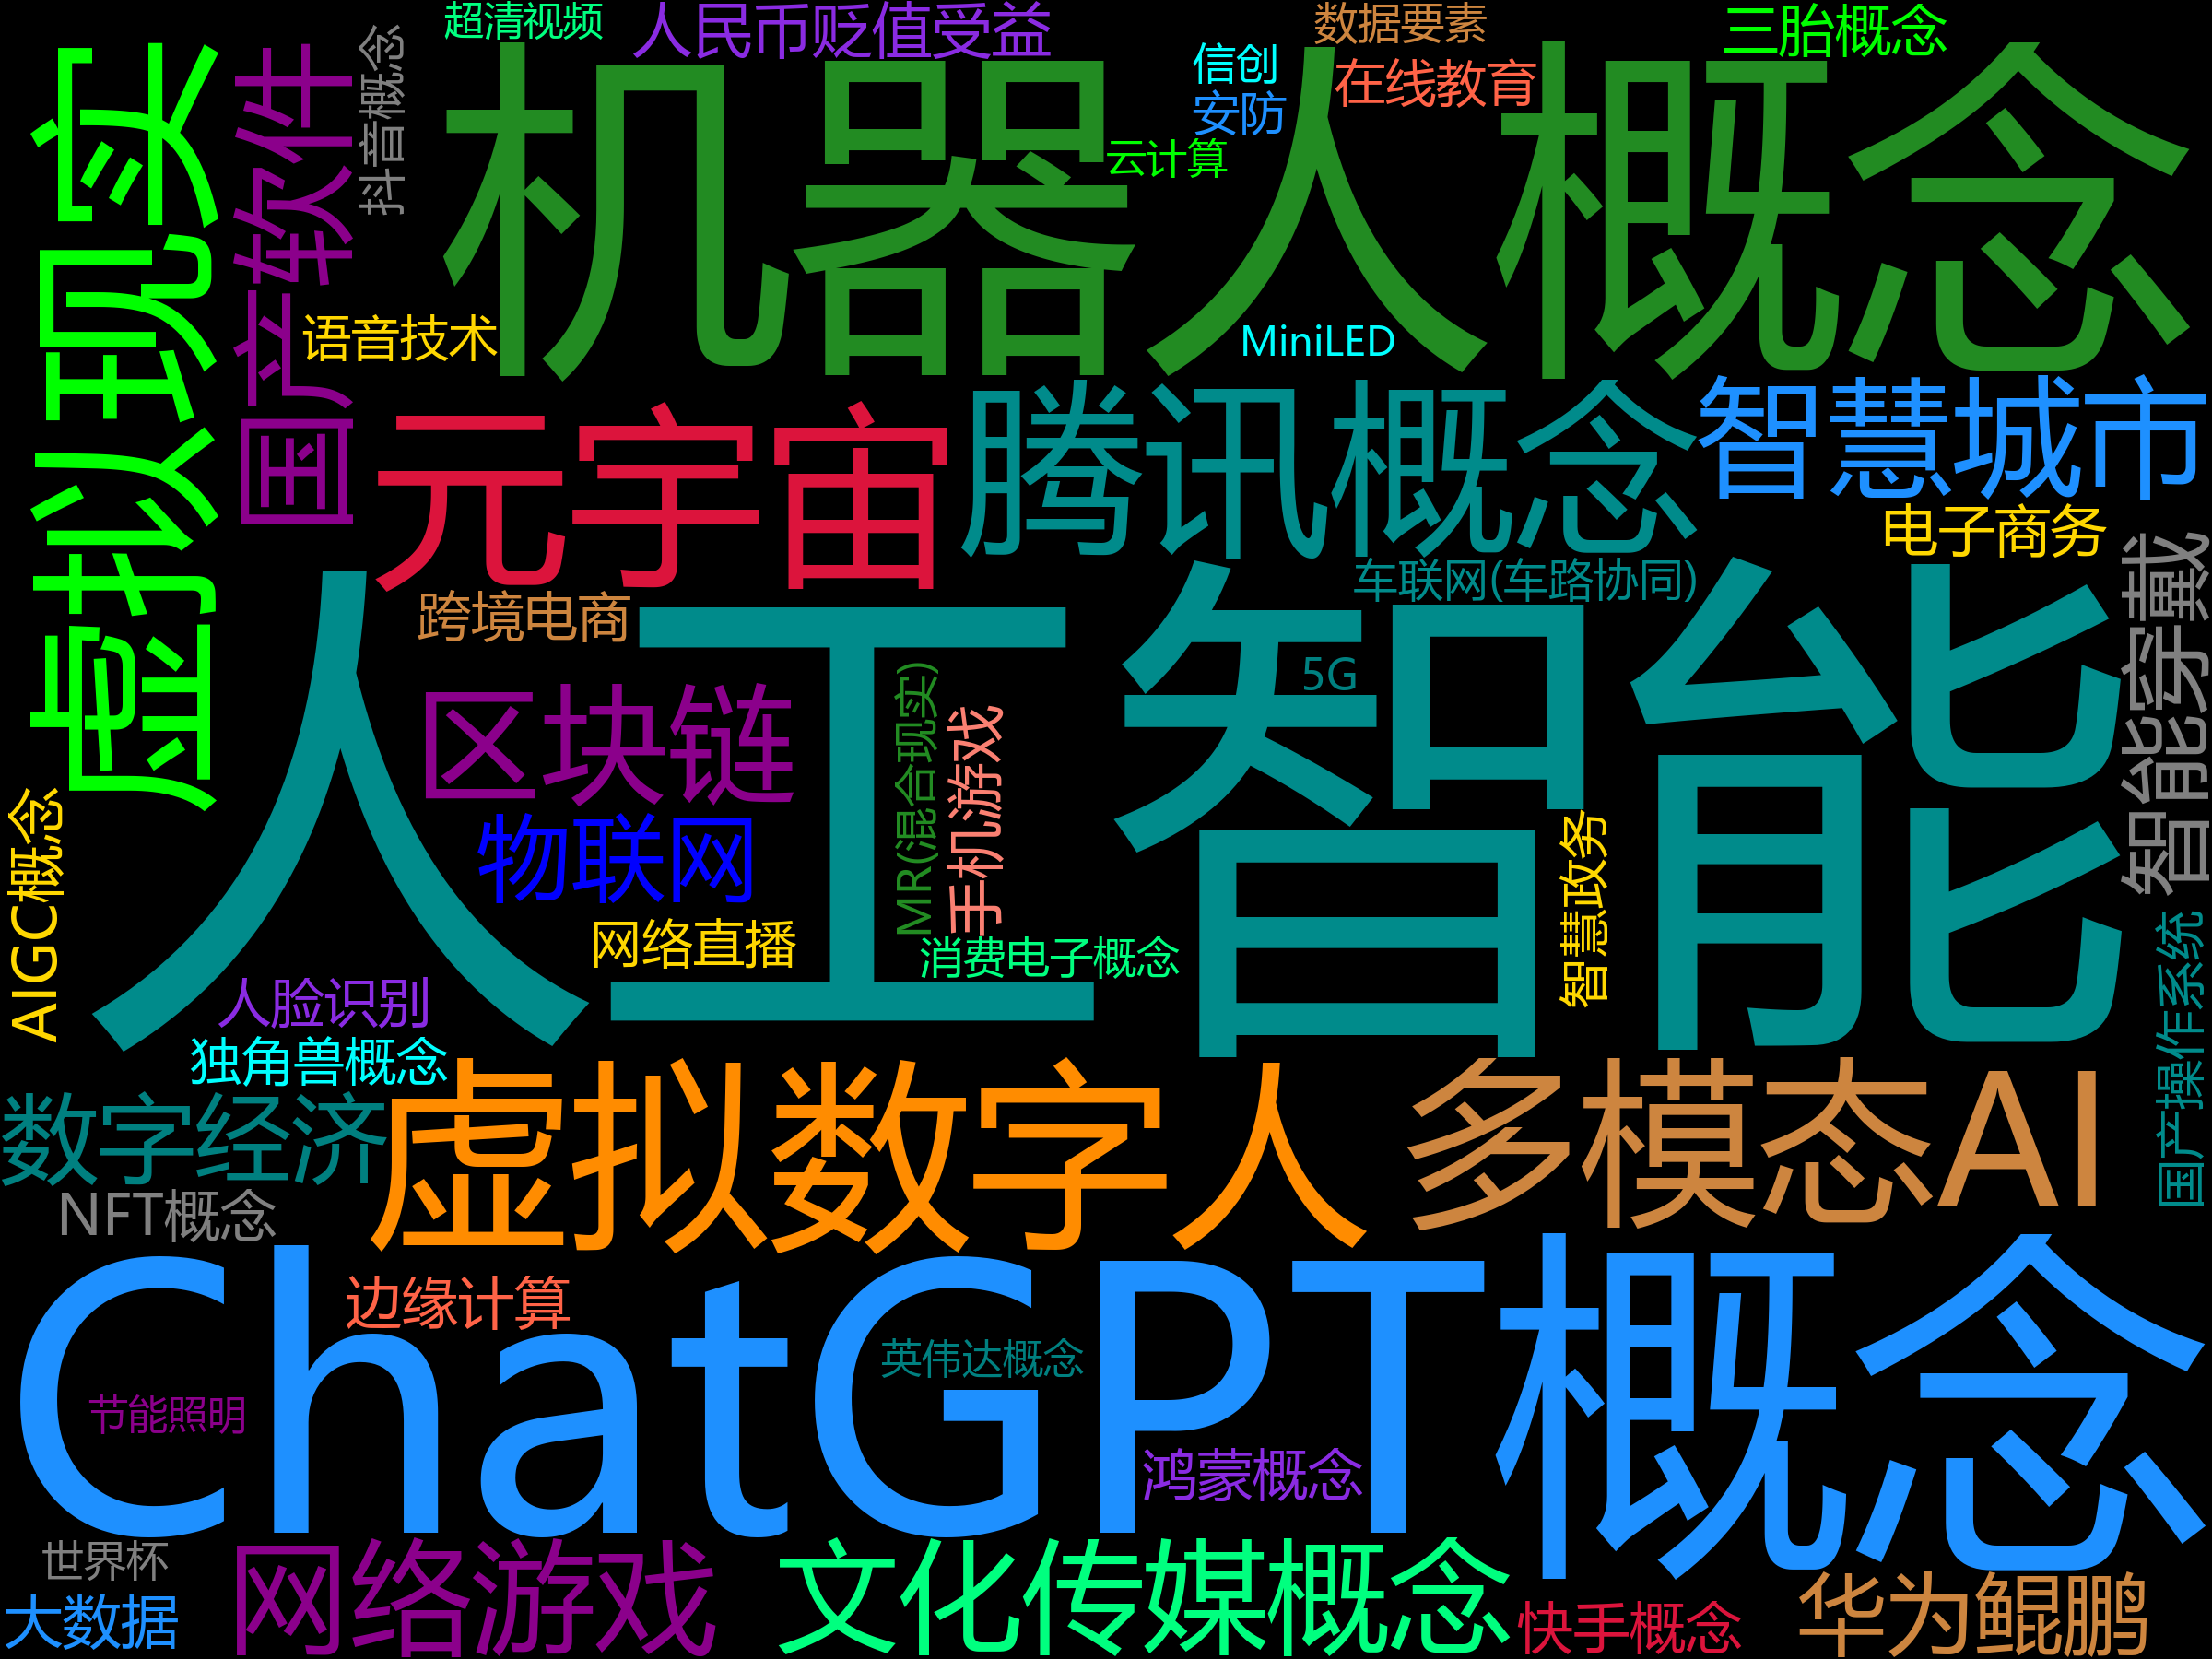 超清视频
人民币贬值受益
数据要素
三胎概念
虚拟现实
国产软件
抖音概念
机器人概念
信创
在线教育
安防
云计算
语音技术
MiniLED
元宇宙
腾讯概念
智慧城市
电子商务
车联网(车路协同)
智能穿戴
跨境电商
人工智能
5G
区块链
MR(混合现实)
手机游戏
AIGC概念
物联网
智慧政务
网络直播
消费电子概念
国产操作系统
人脸识别
独角兽概念
数字经济
虚拟数字人
多模态AI
NFT概念
ChatGPT概念
边缘计算
英伟达概念
节能照明
鸿蒙概念
世界杯
大数据
网络游戏
文化传媒概念
快手概念
华为鲲鹏